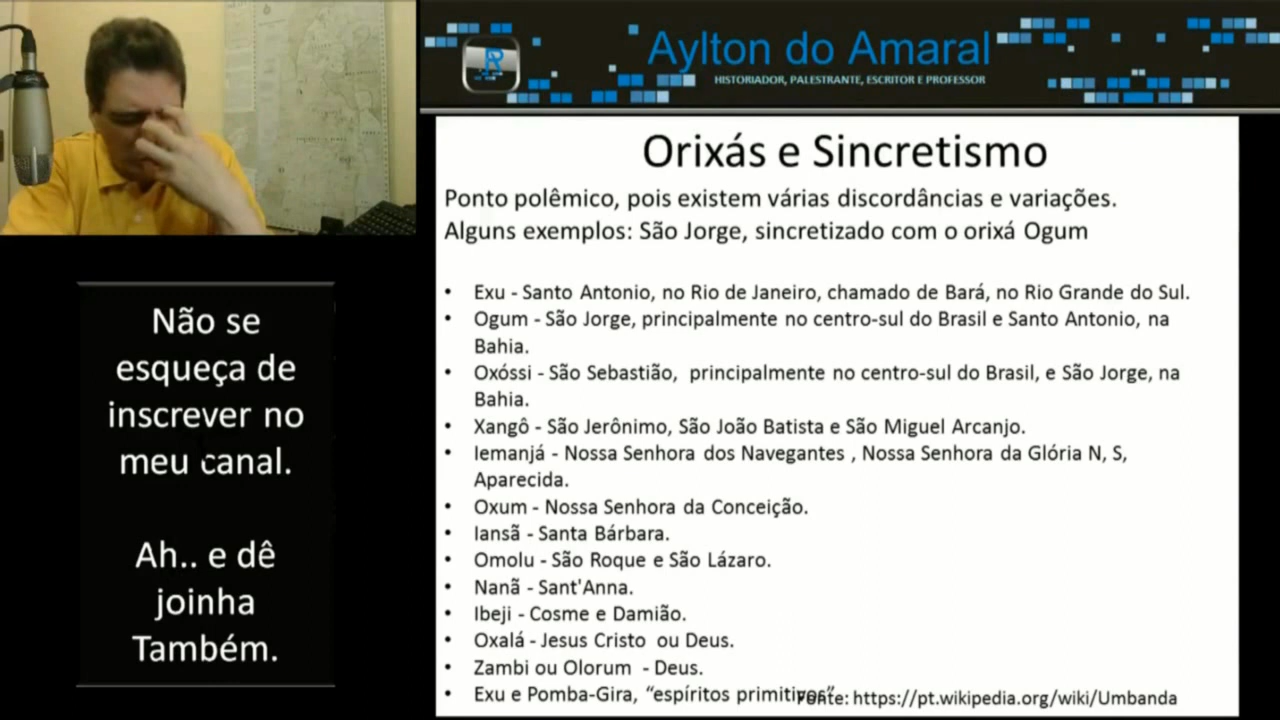 Aylton do Amaral
HISTORIADOR, PALESTRANTE, ESCRITOR E PROFESSOR
Orixás e Sincretismo
Ponto polêmico, pois existem várias discordâncias e variações.
Alguns exemplos: São Jorge, sincretizado com o orixá Ogum
• Exu - Santo Antonio, no Rio de Janeiro, chamado de Bará, no Rio Grande do Sul.
• Ogum - São Jorge, principalmente no centro-sul do Brasil e Santo Antonio, na
Bahia.
• Oxóssi - São Sebastião, principalmente no centro-sul do Brasil, e São Jorge, na
Bahia.
• Xangô - São Jerônimo, São João Batista e São Miguel Arcanjo.
• Iemanjá - Nossa Senhora dos Navegantes , Nossa Senhora da Glória N, S,
Aparecida.
• Oxum - Nossa Senhora da Conceição.
• Iansã - Santa Bárbara.
• Omolu - São Roque e São Lázaro.
• Nanã - Sant'Anna.
• Ibeji - Cosme e Damião.
• Oxalá - Jesus Cristo ou Deus.
• Zambi ou Olorum - Deus.
• Exu e Pomba-Gira, “espíritos primitivos”.
Fonte: https://pt.wikipedia.org/wiki/Umbanda
Não se
esqueça de
inscrever no
meu canal.
Ah.. e dê
joinha
Também.